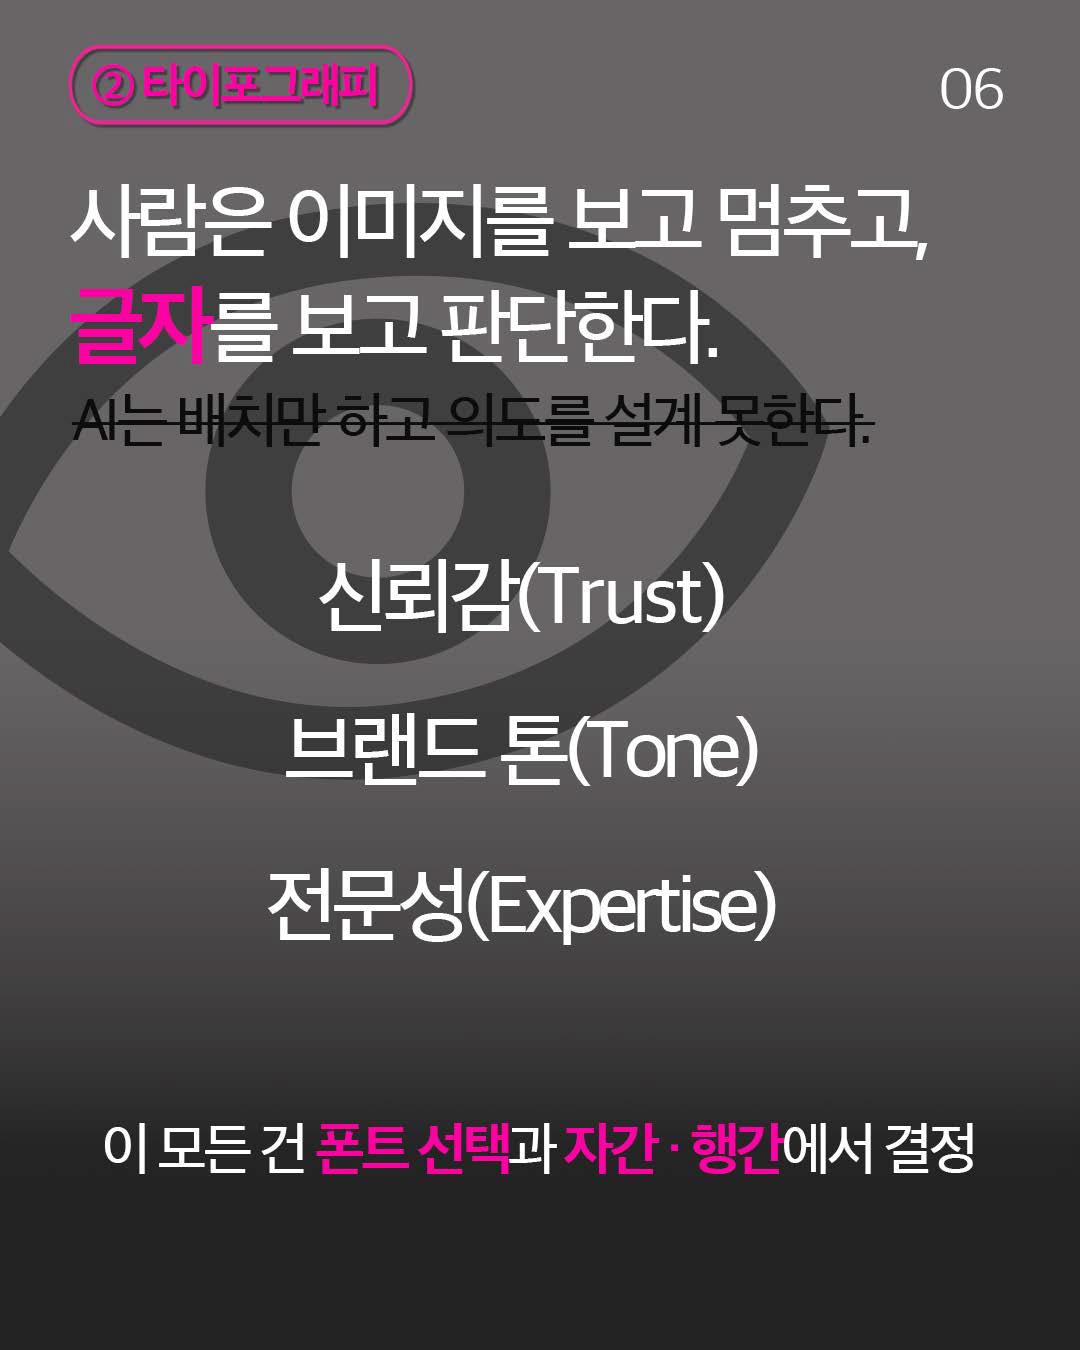 ② 타이포그래피
06
사람은 이미지를 보고 멈추고,
글자를 보고 판단한다.
AI는 배치만 하고 의도를 설계 못한다.
신뢰감(Trust)
브랜드 톤(Tone)
전문성(Expertise)
이 모든 건 폰트 선택과 자간 · 행간에서 결정